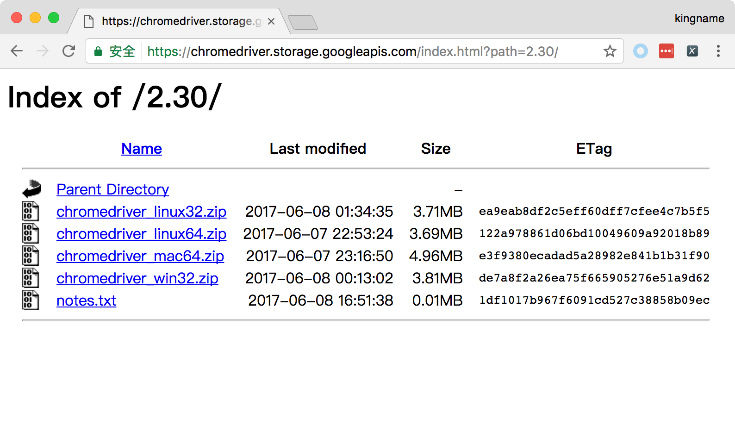 https://chromedriver.storage.g
kingname
安全 https://chromedriver.storage.googleapis.com/index.html?path=2.30/
Index of /2.30/
Name Last modified Size ETag
Parent Directory –
chromedriver_linux32.zip 2017-06-08 01:34:35 3.71MB ea9eab8df2c5eff60dff7cfee4c7b5f5
chromedriver_linux64.zip 2017-06-07 22:53:24 3.69MB 122a978861d06bd10049609a92018b89
chromedriver_mac64.zip 2017-06-07 23:16:50 4.96MB e3f9380ecadad5a28982e841b1b31f90
chromedriver_win32.zip 2017-06-08 00:13:02 3.81MB de7a8f2a26ea75f665905276e51a9d62
notes.txt 2017-06-08 16:51:38 0.01MB 1df1017b967f6091cd527c38858b09ec